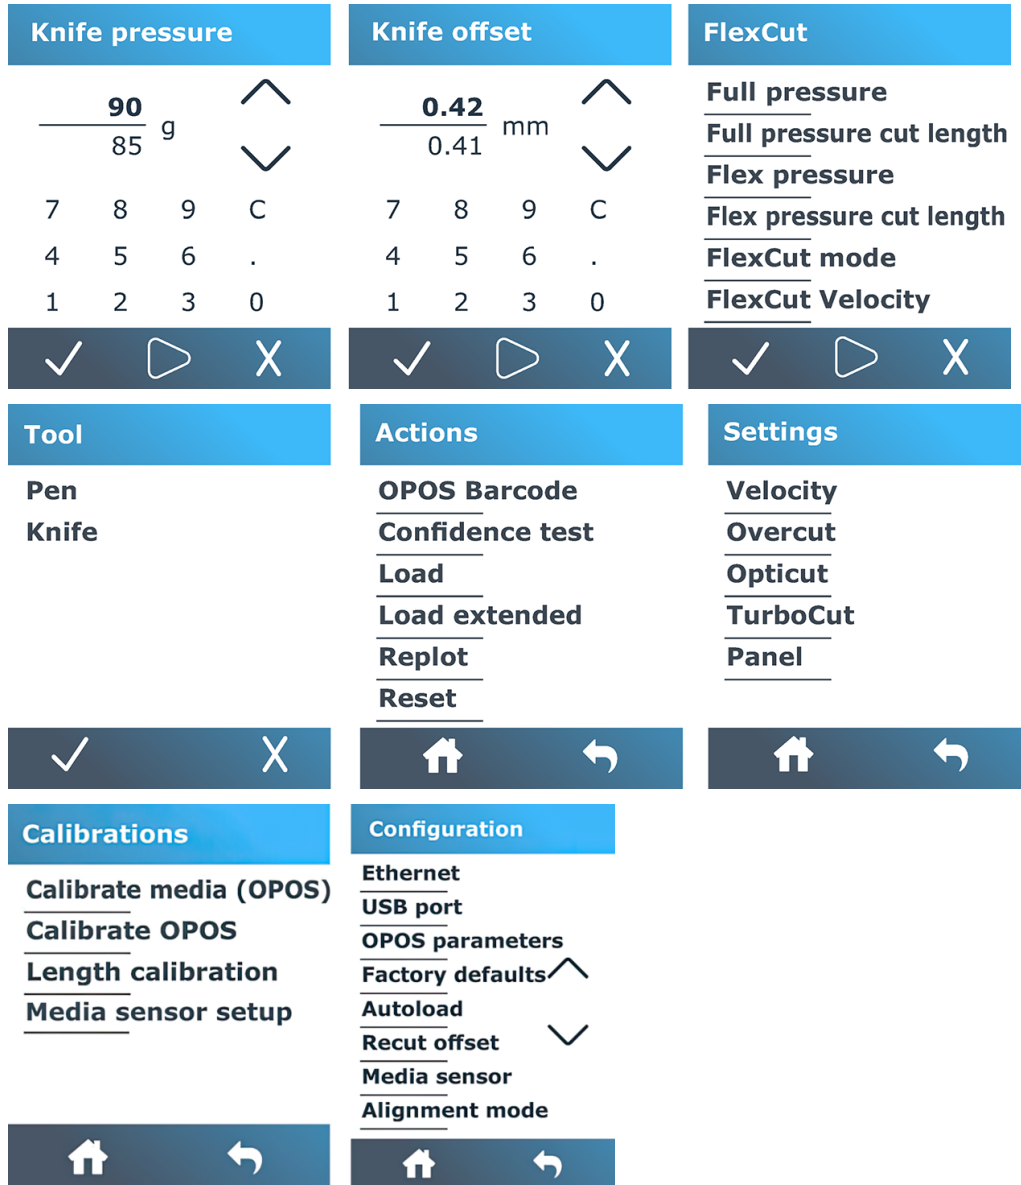 Knife pressure
90
85 g
7 8 9 C
4 5 6 .
1 2 3 0
Knife offset
0.42
0.41 mm
7 8 9 C
4 5 6 .
1 2 3 0
FlexCut
Full pressure
Full pressure cut length
Flex pressure
Flex pressure cut length
FlexCut mode
FlexCut Velocity
Tool
Pen
Knife
Actions
OPOS Barcode
Confidence test
Load
Load extended
Replot
Reset
Settings
Velocity
Overcut
Opticut
TurboCut
Panel
Calibrations
Calibrate media (OPOS)
Calibrate OPOS
Length calibration
Media sensor setup
Configuration
Ethernet
USB port
OPOS parameters
Factory defaults
Autoload
Recut offset
Media sensor
Alignment mode